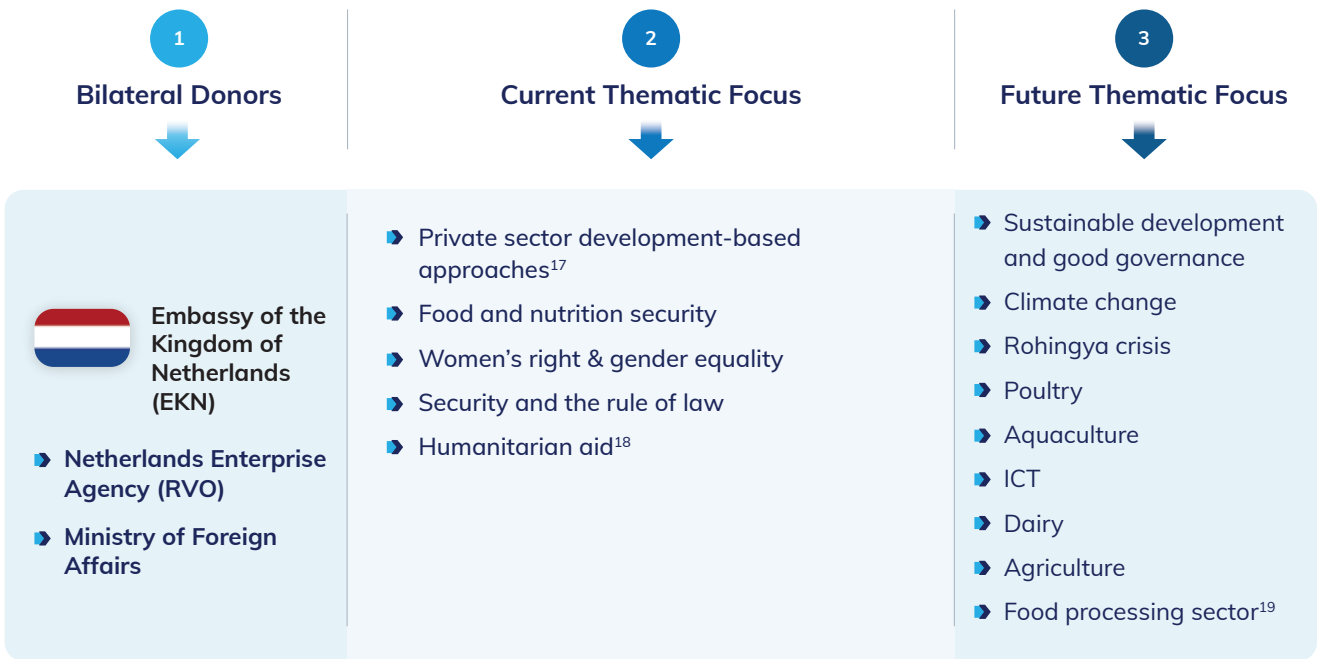 1
Bilateral Donors
2
Current Thematic Focus
3
Future Thematic Focus
Embassy of the
Kingdom of
Netherlands
(EKN)
Netherlands Enterprise
Agency (RVO)
Ministry of Foreign
Affairs
Private sector development-based
approaches17
Food and nutrition security
Women’s right & gender equality
Security and the rule of law
Humanitarian aid18
Sustainable development
and good governance
Climate change
Rohingya crisis
Poultry
Aquaculture
ICT
Dairy
Agriculture
Food processing sector19